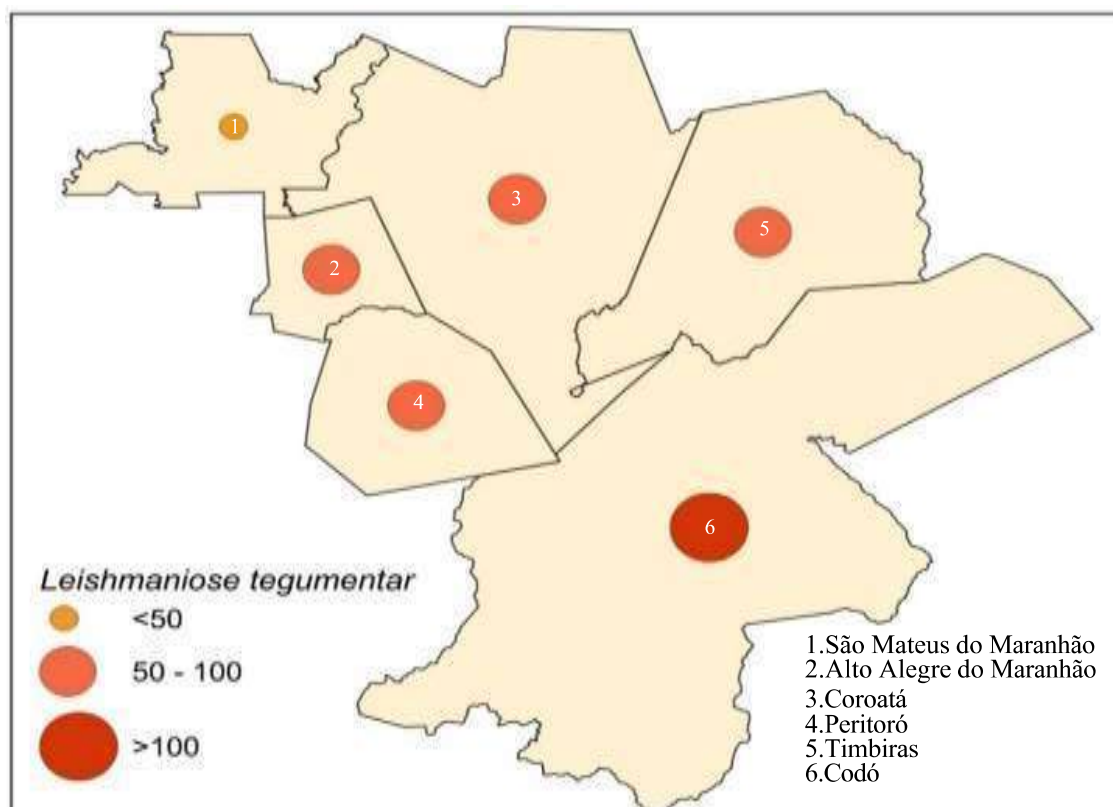 1
3
5
2
4
6
Leishmaniose tegumentar
<50
50 - 100
>100
1.São Mateus do Maranhão
2.Alto Alegre do Maranhão
3.Coroatá
4.Peritoró
5.Timbiras
6.Codó